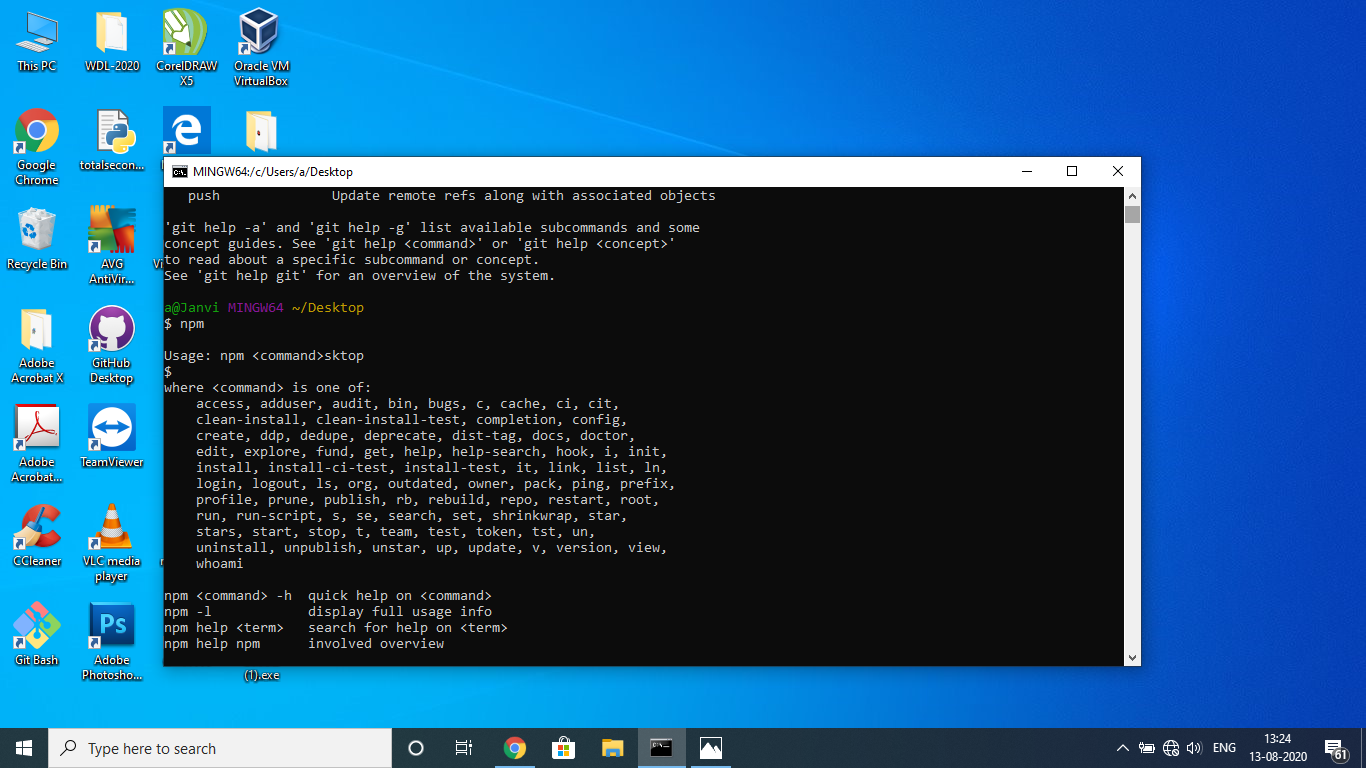 This PC
WDL-2020
CorelDRAW
X5
Oracle VM
VirtualBox
Google
Chrome
totalsecon...
Recycle Bin
AVG
AntiVir...
Adobe
Acrobat X
GitHub
Desktop
Adobe
Acrobat...
TeamViewer
CCleaner
VLC media
player
Git Bash
Ps
Adobe
Photosho...
(1).exe
MINGW64:/c/Users/a/Desktop
push Update remote refs along with associated objects
'git help -a' and 'git help -g' list available subcommands and some
concept guides. See 'git help <command>' or 'git help <concept>'
to read about a specific subcommand or concept.
See 'git help git' for an overview of the system.
a@Janvi MINGW64 ~/Desktop
$ npm
Usage: npm <command>sktop
$
where <command> is one of:
access, adduser, audit, bin, bugs, c, cache, ci, cit,
clean-install, clean-install-test, completion, config,
create, ddp, dedupe, deprecate, dist-tag, docs, doctor,
edit, explore, fund, get, help, help-search, hook, i, init,
install, install-ci-test, install-test, it, link, list, ln,
login, logout, ls, org, outdated, owner, pack, ping, prefix,
profile, prune, publish, rb, rebuild, repo, restart, root,
run, run-script, s, se, search, set, shrinkwrap, star,
stars, start, stop, t, team, test, token, tst, un,
uninstall, unpublish, unstar, up, update, v, version, view,
whoami
npm <command> -h quick help on <command>
npm -l display full usage info
npm help <term> search for help on <term>
npm help npm involved overview
Type here to search
ENG
13:24
13-08-2020
61